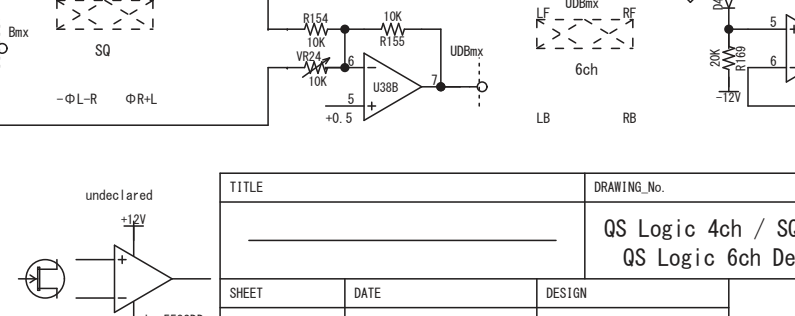 UDBmx
LF RF
R154 10K
10K R155
Bmx
SQ
VR24
10K
6
5
+0.5
U38B
7
UDBmx
6ch
5
6
20K
R169
-12V
-ΦL-R ΦR+L
LB RB
undeclared
+12V
TITLE
DRAWING_No.
QS Logic 4ch / SQ
QS Logic 6ch De
SHEET
DATE
DESIGN